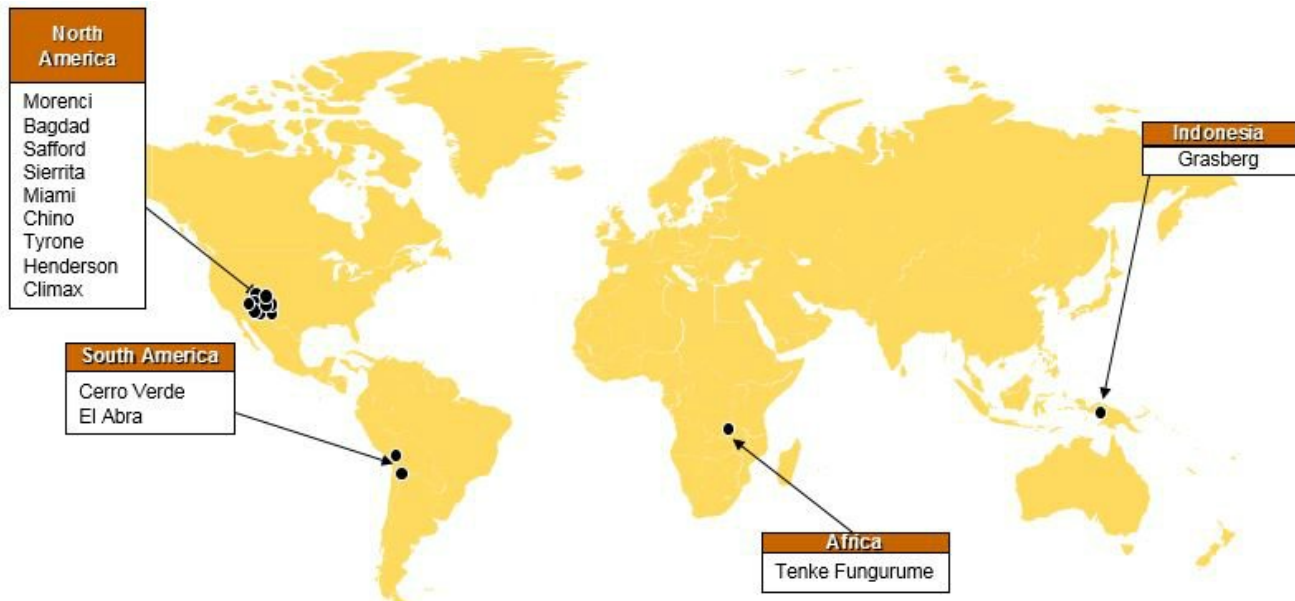 North
America
Morenci
Bagdad
Safford
Sierrita
Miami
Chino
Tyrone
Henderson
Climax
Indonesia
Grasberg
South America
Cerro Verde
El Abra
Africa
Tenke Fungurume